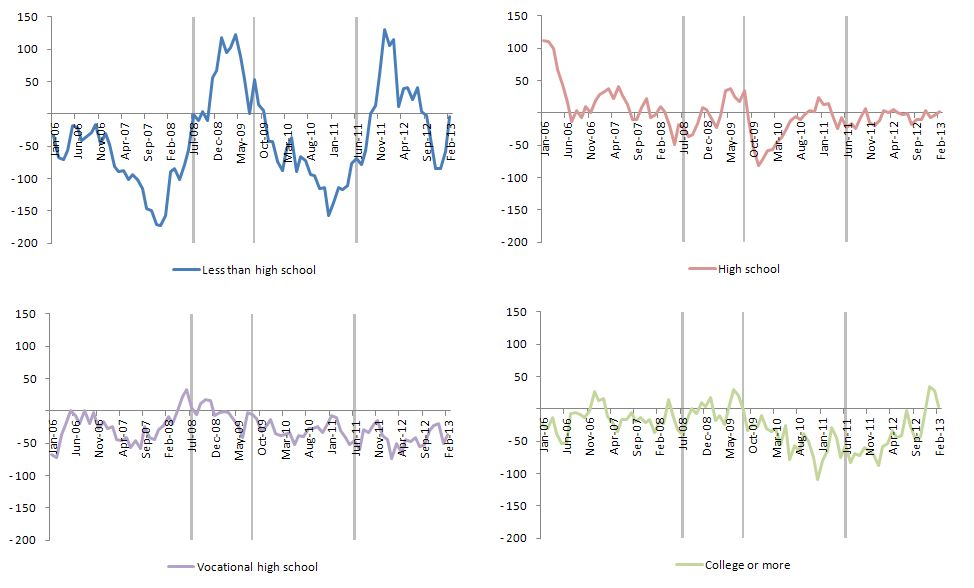 150
100
50
-50
-100
-150
-200
Jan-06
Jun-06
Nov-06
Apr-07
Sep-07
Feb-08
Jul-08
Dec-08
May-09
Oct-09
Mar-10
Aug-10
Jan-11
Jun-11
Nov-11
Apr-12
Sep-12
Feb-13
Less than high school
150
100
50
-50
-100
-150
-200
Jan-06
Jun-06
Nov-06
Apr-07
Sep-07
Feb-08
Jul-08
Dec-08
May-09
Oct-09
Mar-10
Aug-10
Jan-11
Jun-11
Nov-11
Apr-12
Sep-12
Feb-13
High school
150
100
50
-50
-100
-150
-200
Jan-06
Jun-06
Nov-06
Apr-07
Sep-07
Feb-08
Jul-08
Dec-08
May-09
Oct-09
Mar-10
Aug-10
Jan-11
Jun-11
Nov-11
Apr-12
Sep-12
Feb-13
Vocational high school
150
100
50
-50
-100
-150
-200
Jan-06
Jun-06
Nov-06
Apr-07
Sep-07
Feb-08
Jul-08
Dec-08
May-09
Oct-09
Mar-10
Aug-10
Jan-11
Jun-11
Nov-11
Apr-12
Sep-12
Feb-13
College or more